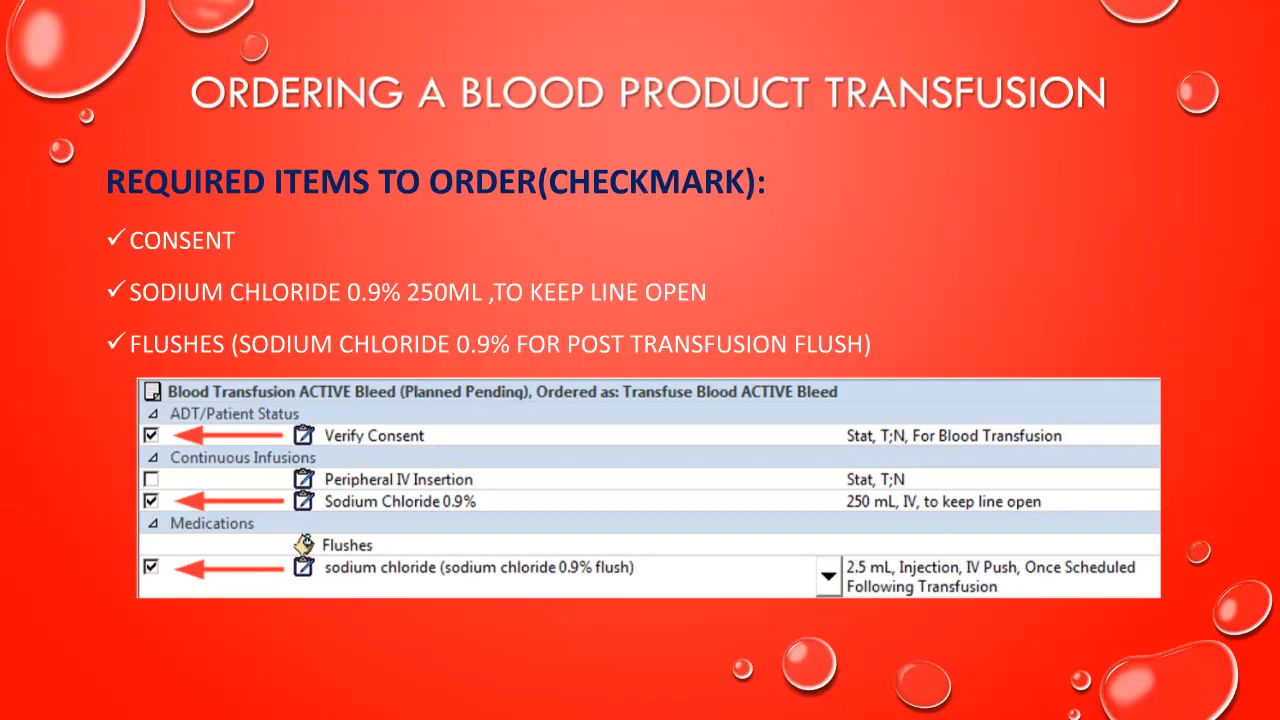 ORDERING A BLOOD PRODUCT TRANSFUSION
REQUIRED ITEMS TO ORDER(CHECKMARK):
CONSENT
SODIUM CHLORIDE 0.9% 250ML ,TO KEEP LINE OPEN
FLUSHES (SODIUM CHLORIDE 0.9% FOR POST TRANSFUSION FLUSH)
Blood Transfusion ACTIVE Bleed (Planned Pending), Ordered as: Transfuse Blood ACTIVE Bleed
ADT/Patient Status
Verify Consent Stat, T;N, For Blood Transfusion
Continuous Infusions
Peripheral IV Insertion Stat, T;N
Sodium Chloride 0.9% 250 mL, IV, to keep line open
Medications
Flushes
sodium chloride (sodium chloride 0.9% flush) 2.5 mL, Injection, IV Push, Once Scheduled
Following Transfusion